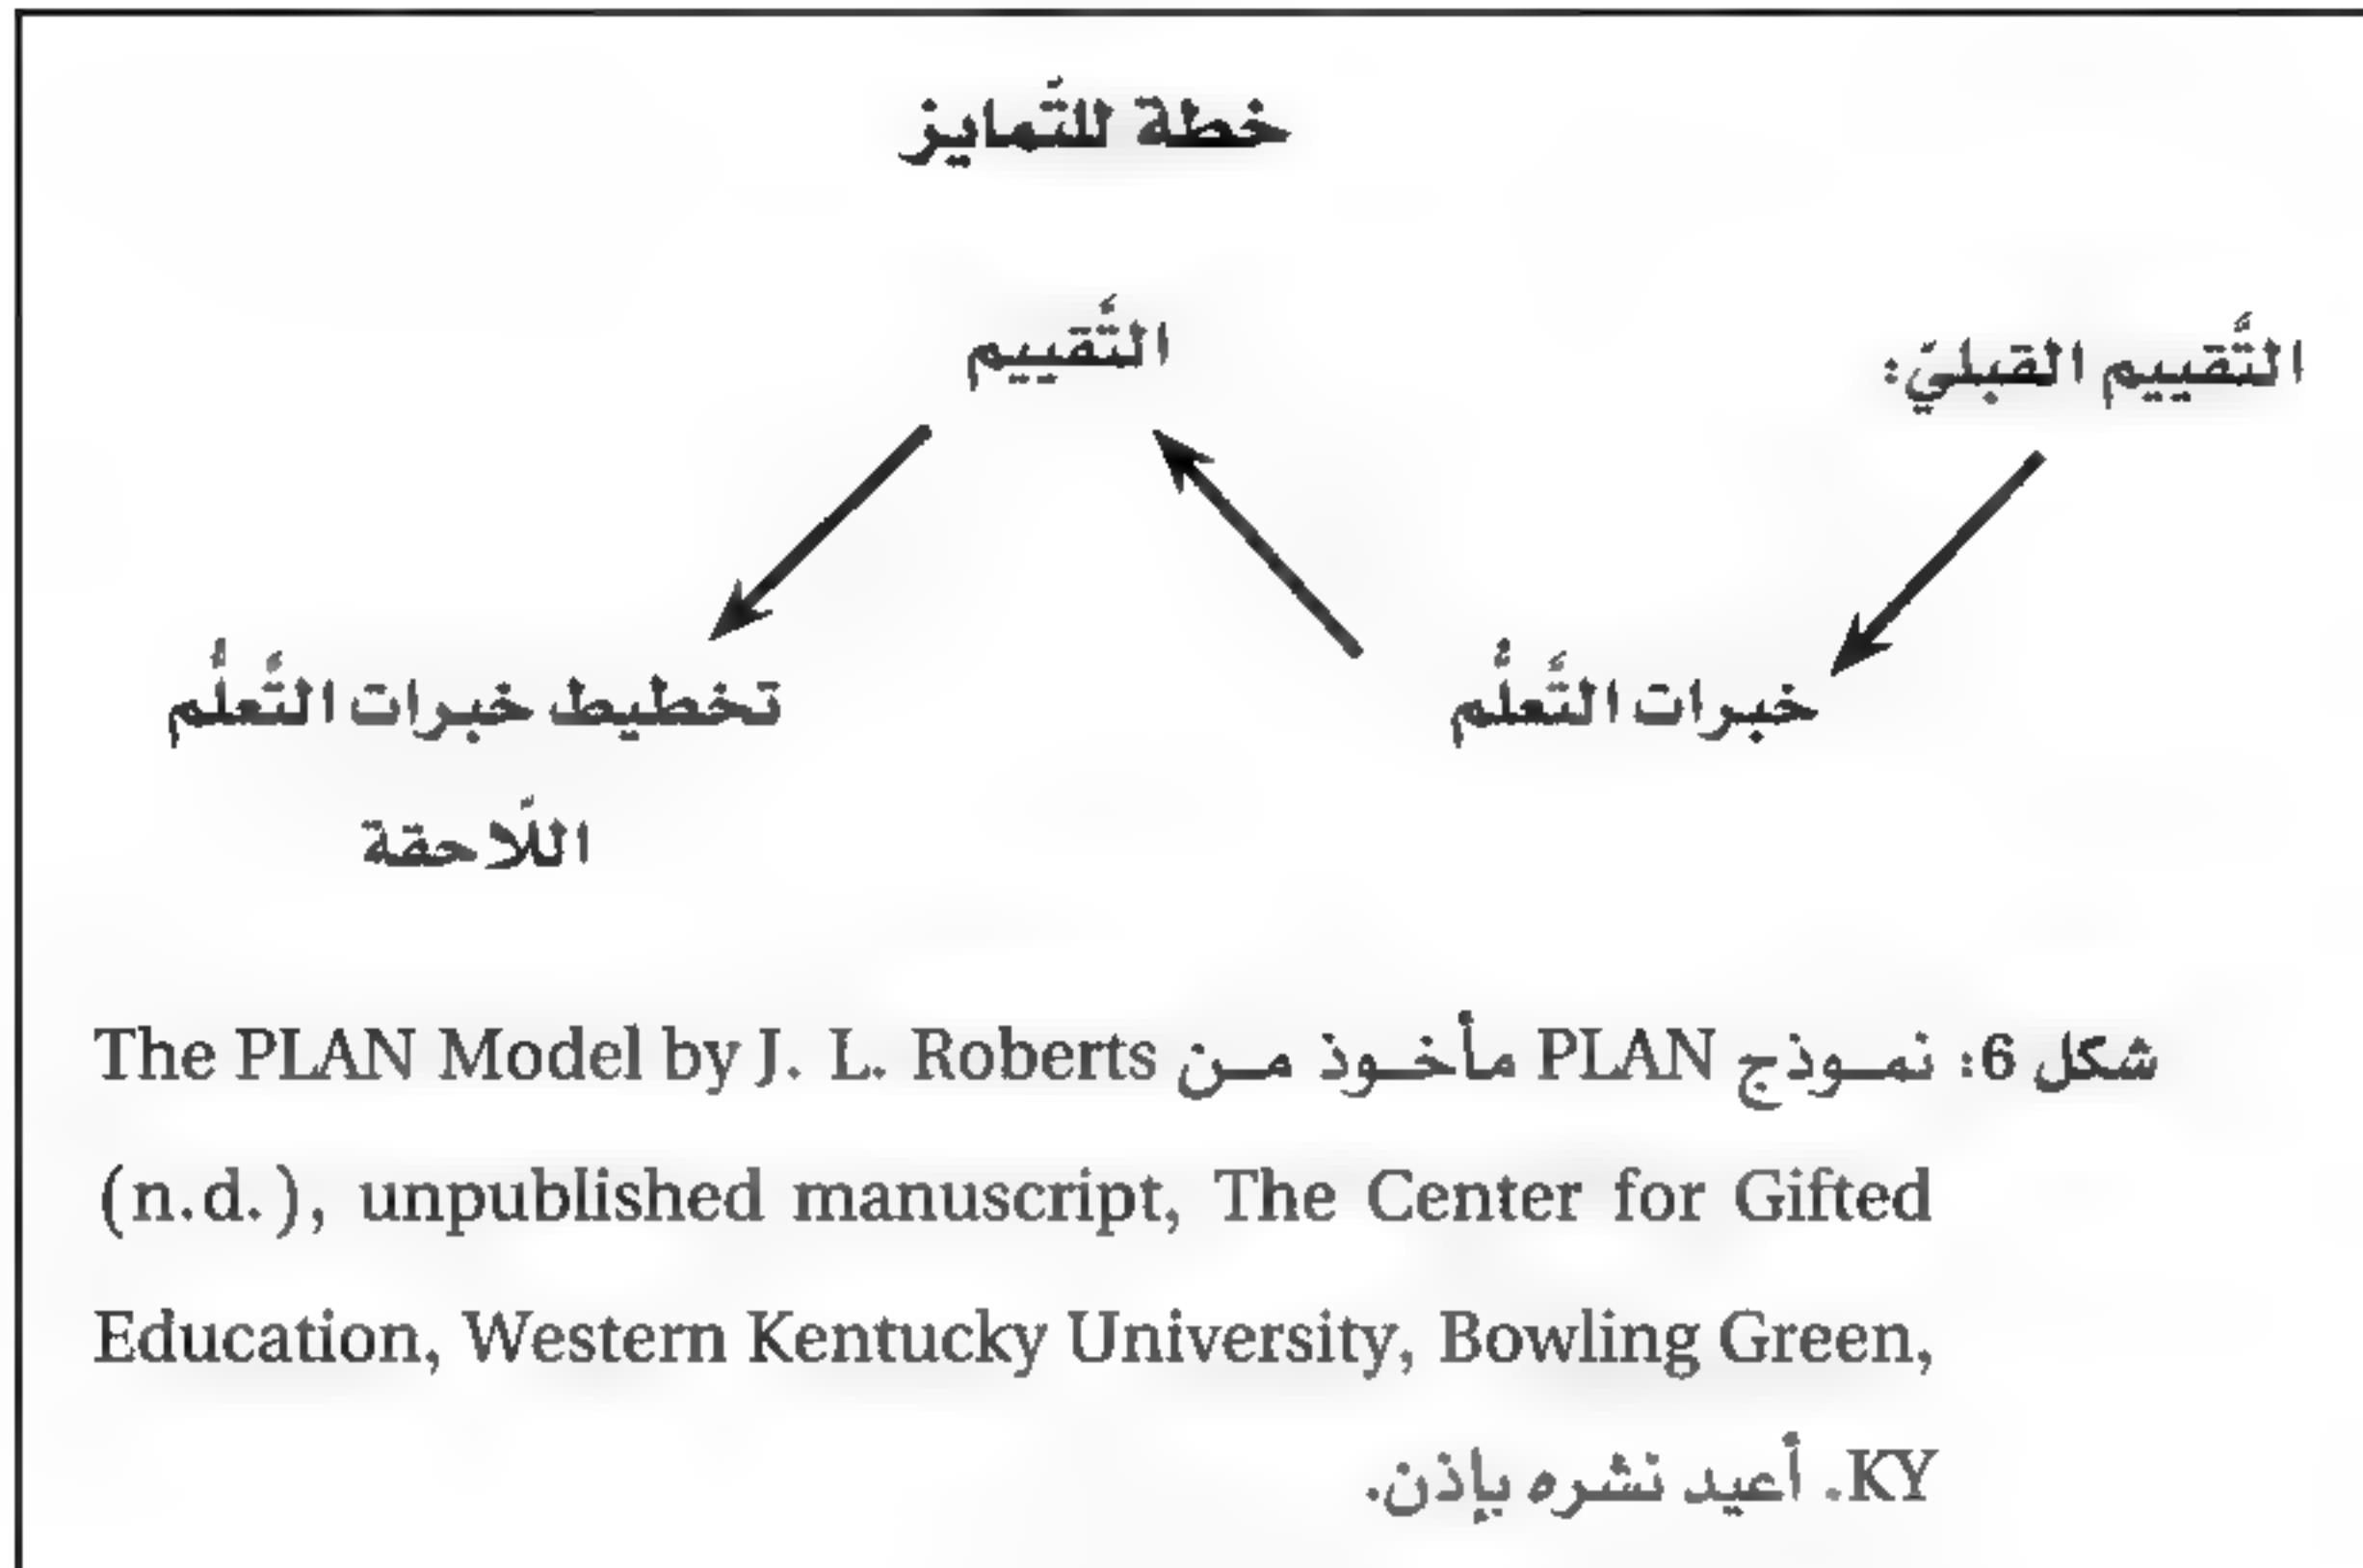 خطة للتّمايز
التَّقييم القبليّ:
التَّقييم
خبرات التَّعلُّم
تخطيط خبرات التَّعلُّم
اللّاحقة
شكل 6: نمـوذج PLAN مأخـوذ مـن The PLAN Model by J. L. Roberts
(n.d.), unpublished manuscript, The Center for Gifted
Education, Western Kentucky University, Bowling Green,
KY. أعيد نشره بإذن.